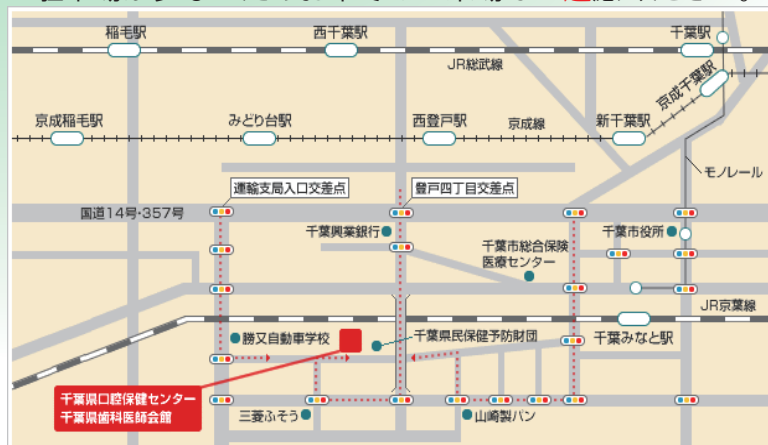 稲毛駅
西千葉駅
千葉駅
JR総武線
京成千葉駅
京成稲毛駅
みどり台駅
西登戸駅
京成線
新千葉駅
モノレール
運輸支局入口交差点
登戸四丁目交差点
国道14号・357号
千葉興業銀行
千葉市役所
千葉市総合保険
医療センター
JR京葉線
勝又自動車学校
千葉県民保健予防財団
千葉みなと駅
千葉県口腔保健センター
千葉県歯科医師会館
三菱ふそう
山崎製パン